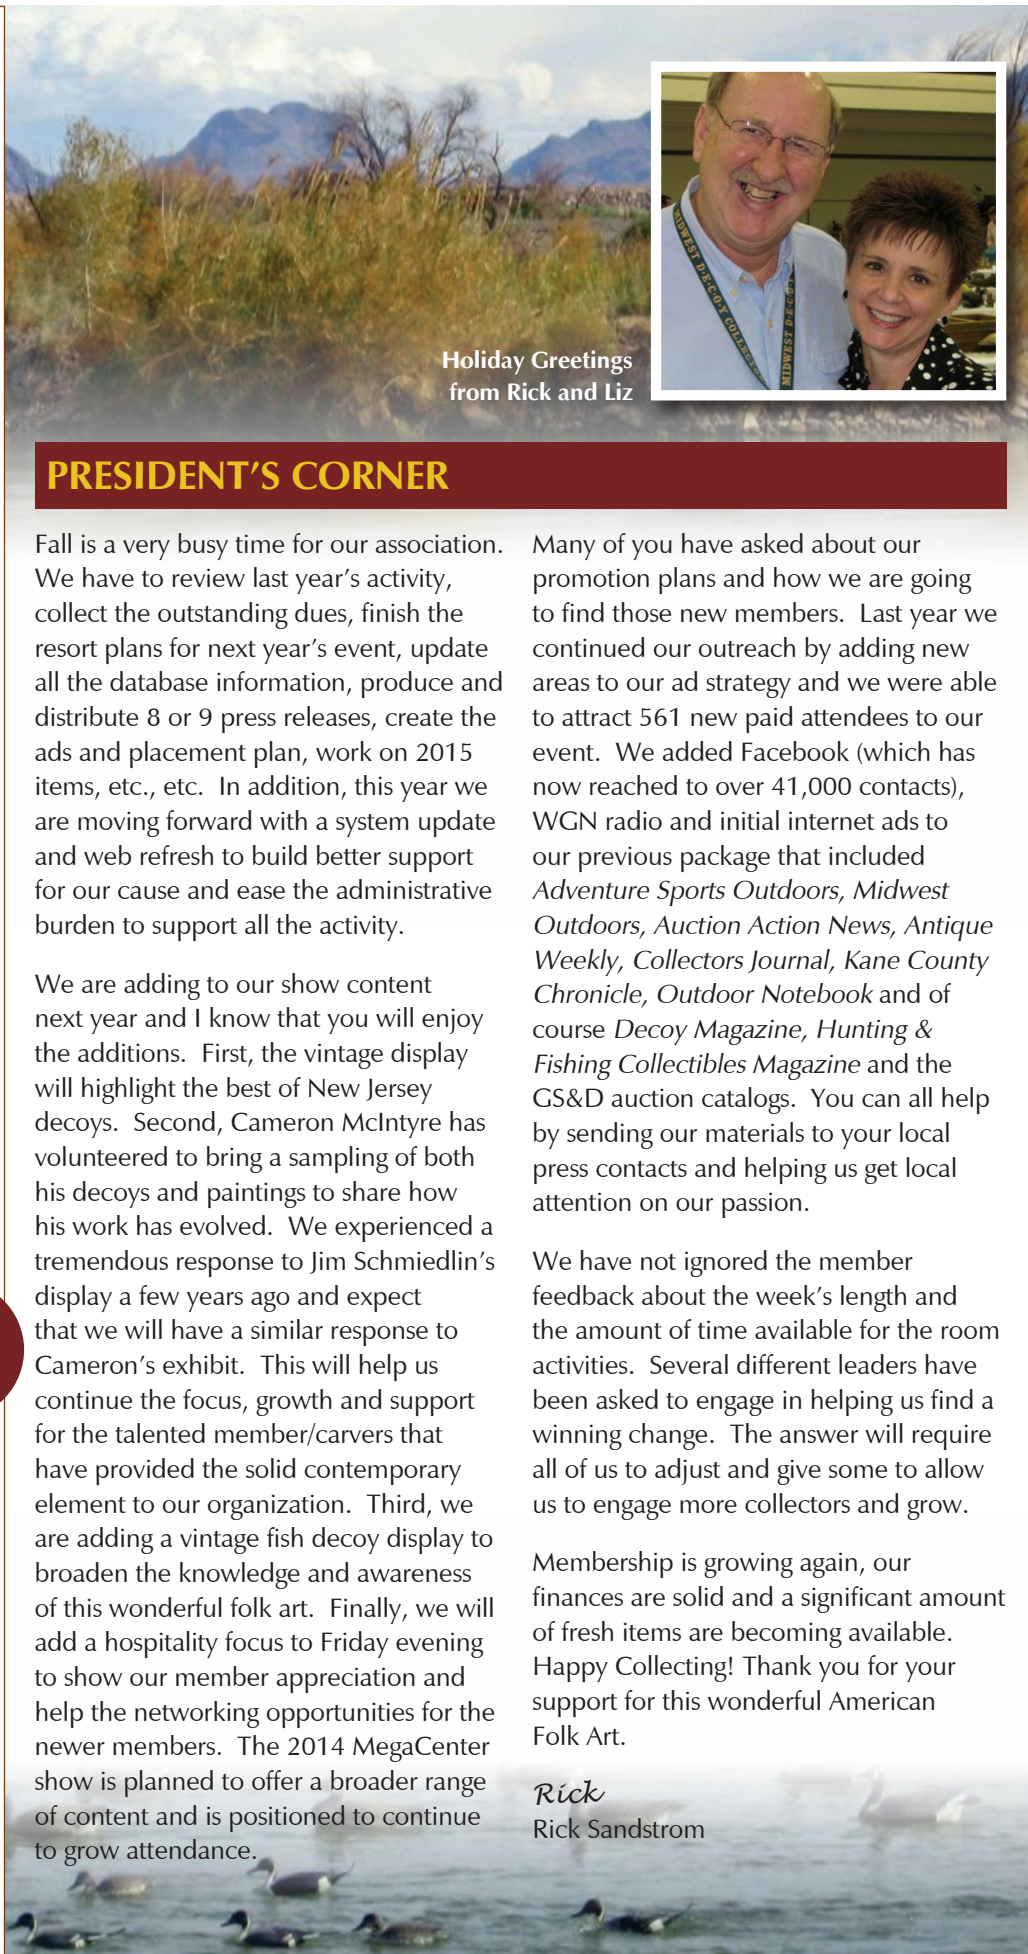 MIDWEST D·E·C·O·Y COLLECTO
MIDWEST D·E·C·O·Y
Holiday Greetings
from Rick and Liz
PRESIDENT’S CORNER
Fall is a very busy time for our association.
We have to review last year’s activity,
collect the outstanding dues, finish the
resort plans for next year’s event, update
all the database information, produce and
distribute 8 or 9 press releases, create the
ads and placement plan, work on 2015
items, etc., etc.  In addition, this year we
are moving forward with a system update
and web refresh to build better support
for our cause and ease the administrative
burden to support all the activity.
We are adding to our show content
next year and I know that you will enjoy
the additions.  First, the vintage display
will highlight the best of New Jersey
decoys.  Second, Cameron McIntyre has
volunteered to bring a sampling of both
his decoys and paintings to share how
his work has evolved.  We experienced a
tremendous response to Jim Schmiedlin’s
display a few years ago and expect
that we will have a similar response to
Cameron’s exhibit.  This will help us
continue the focus, growth and support
for the talented member/carvers that
have provided the solid contemporary
element to our organization.  Third, we
are adding a vintage fish decoy display to
broaden the knowledge and awareness
of this wonderful folk art.  Finally, we will
add a hospitality focus to Friday evening
to show our member appreciation and
help the networking opportunities for the
newer members.  The 2014 MegaCenter
show is planned to offer a broader range
of content and is positioned to continue
to grow attendance.
Many of you have asked about our
promotion plans and how we are going
to find those new members.  Last year we
continued our outreach by adding new
areas to our ad strategy and we were able
to attract 561 new paid attendees to our
event.  We added Facebook (which has
now reached to over 41,000 contacts),
WGN radio and initial internet ads to
our previous package that included
Adventure Sports Outdoors, Midwest
Outdoors, Auction Action News, Antique
Weekly, Collectors Journal, Kane County
Chronicle, Outdoor Notebook and of
course Decoy Magazine, Hunting &
Fishing Collectibles Magazine and the
GS&D auction catalogs.  You can all help
by sending our materials to your local
press contacts and helping us get local
attention on our passion.
We have not ignored the member
feedback about the week’s length and
the amount of time available for the room
activities.  Several different leaders have
been asked to engage in helping us find a
winning change.  The answer will require
all of us to adjust and give some to allow
us to engage more collectors and grow.
Membership is growing again, our
finances are solid and a significant amount
of fresh items are becoming available.
Happy Collecting! Thank you for your
support for this wonderful American
Folk Art.
Rick
Rick Sandstrom